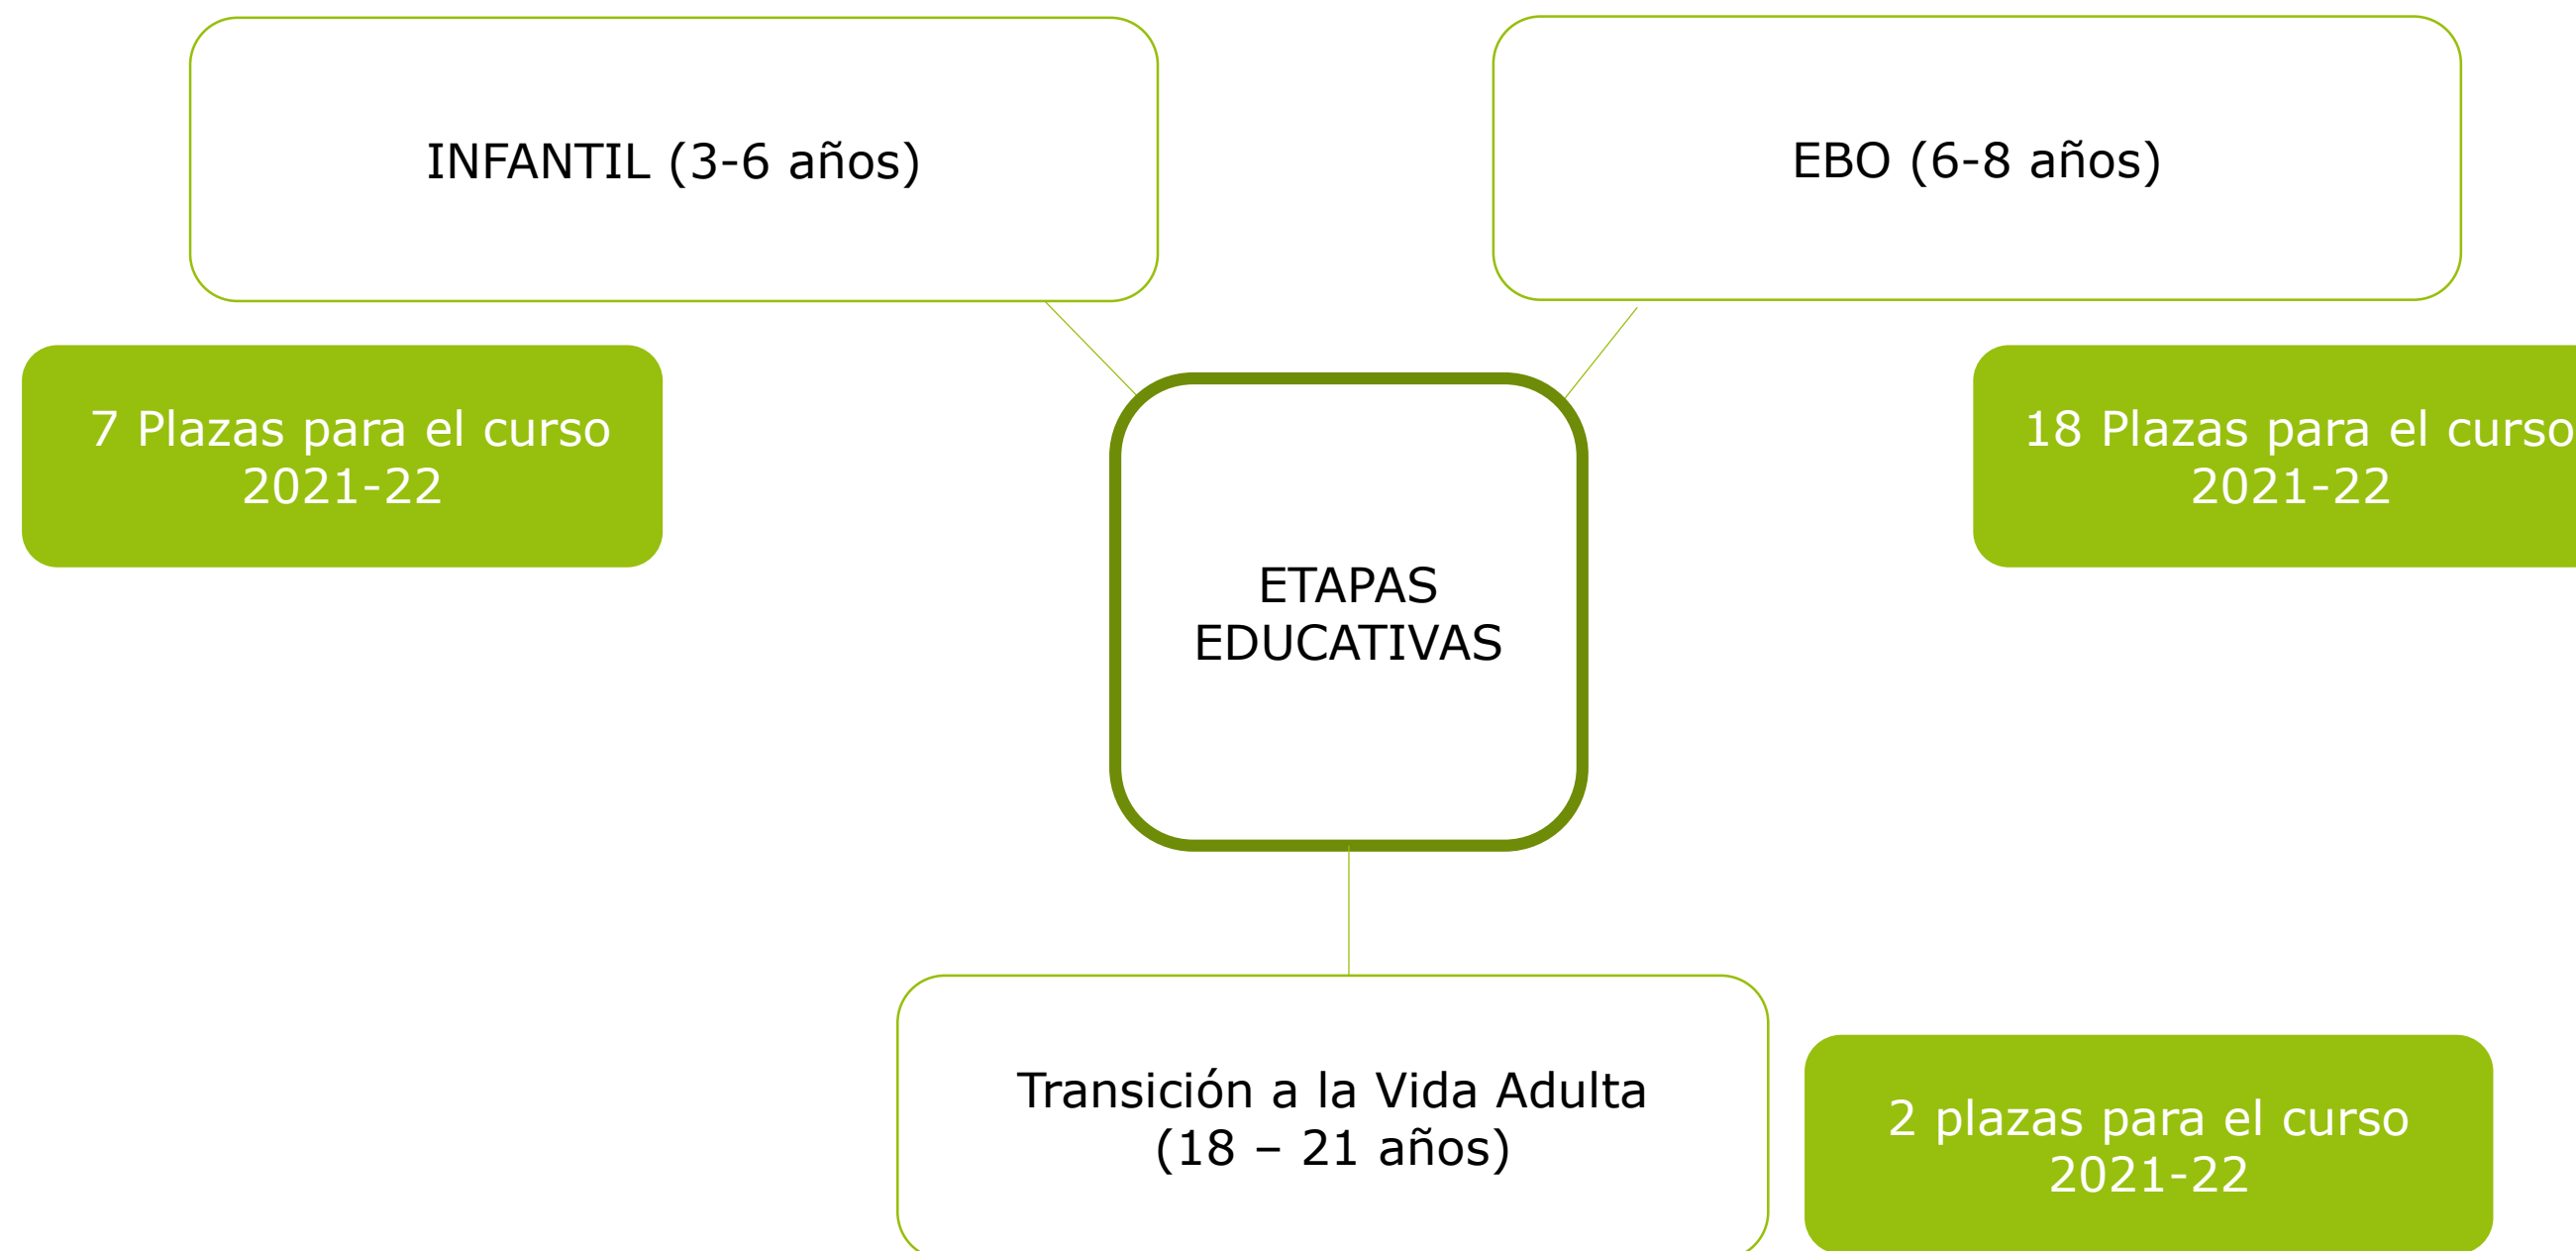 INFANTIL (3-6 años)
EBO (6-8 años)
7 Plazas para el curso
2021-22
18 Plazas para el curso
2021-22
ETAPAS
EDUCATIVAS
Transición a la Vida Adulta
(18 – 21 años)
2 plazas para el curso
2021-22